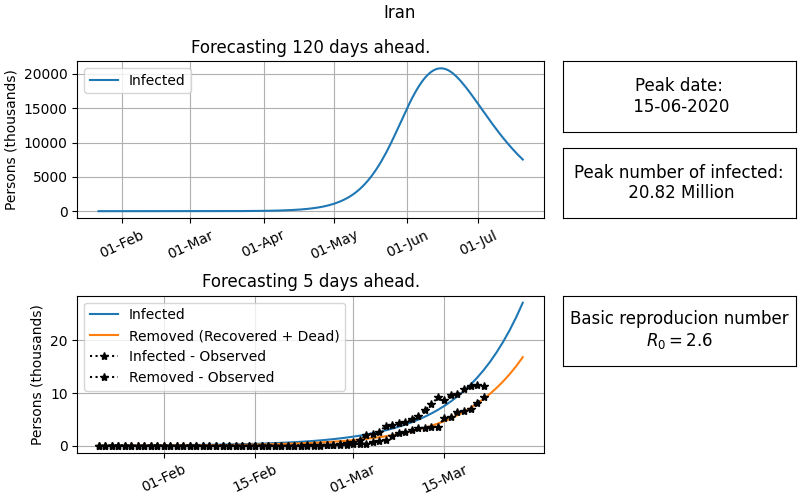 Iran
Forecasting 120 days ahead.
Persons (thousands)
20000
15000
10000
5000
0
Infected
01-Feb
01-Mar
01-Apr
01-May
01-Jun
01-Jul
Peak date:
15-06-2020
Peak number of infected:
20.82 Million
Forecasting 5 days ahead.
Persons (thousands)
20
10
0
Infected
Removed (Recovered + Dead)
Infected - Observed
Removed - Observed
01-Feb
15-Feb
01-Mar
15-Mar
Basic reproducion number
R₀ = 2.6